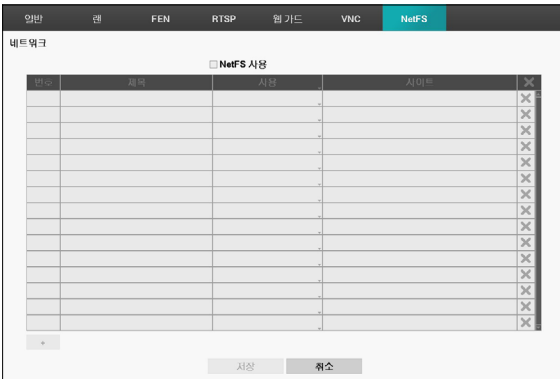 일반 랜 FEN RTSP 웹 가드 VNC NetFS
네트워크
NetFS 사용
번호 제목 사용 사이트
+
저장 취소